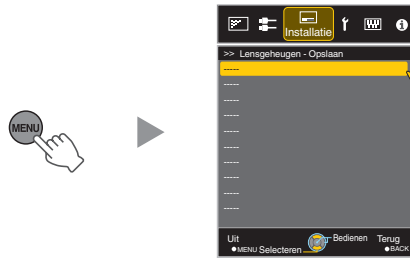 MENU
Installatie
>> Lensgeheugen - Opslaan
-----
-----
-----
-----
-----
-----
-----
-----
-----
-----
Uit Bedienen Terug
MENU Selecteren BACK